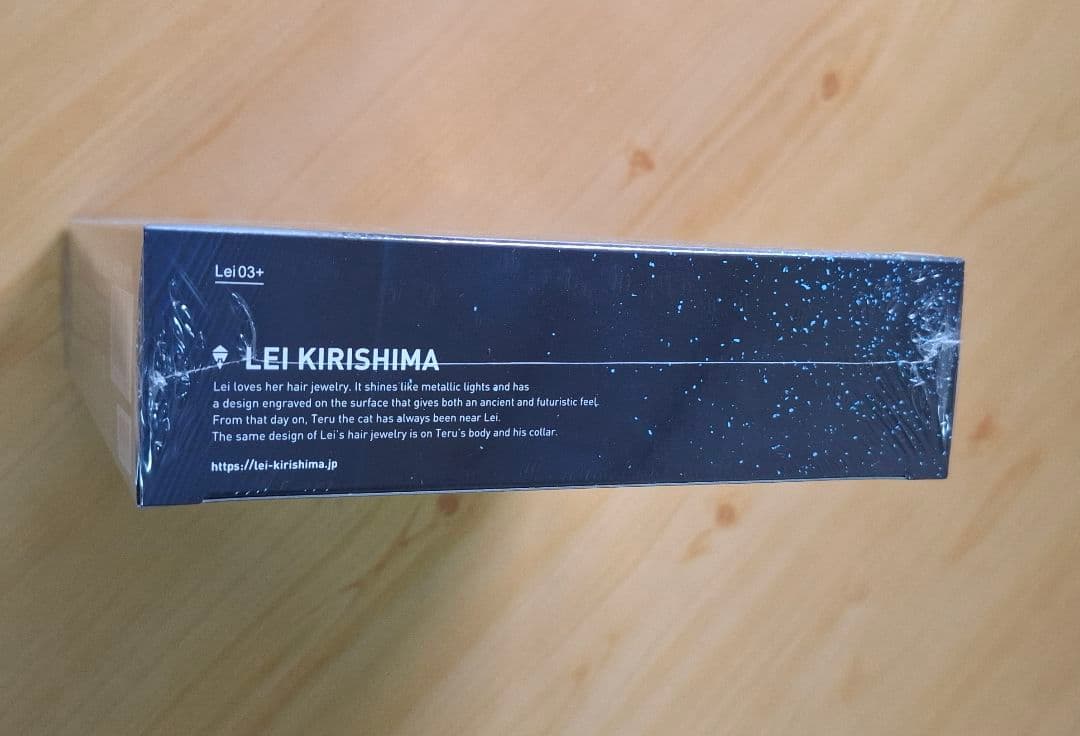 Lei 03+
LEI KIRISHIMA
Lei loves her hair jewelry. It shines like metallic lights and has
a design engraved on the surface that gives both an ancient and futuristic feel.
From that day on, Teru the cat has always been near Lei.
The same design of Lei's hair jewelry is on Teru's body and his collar.
https://lei-kirishima.jp